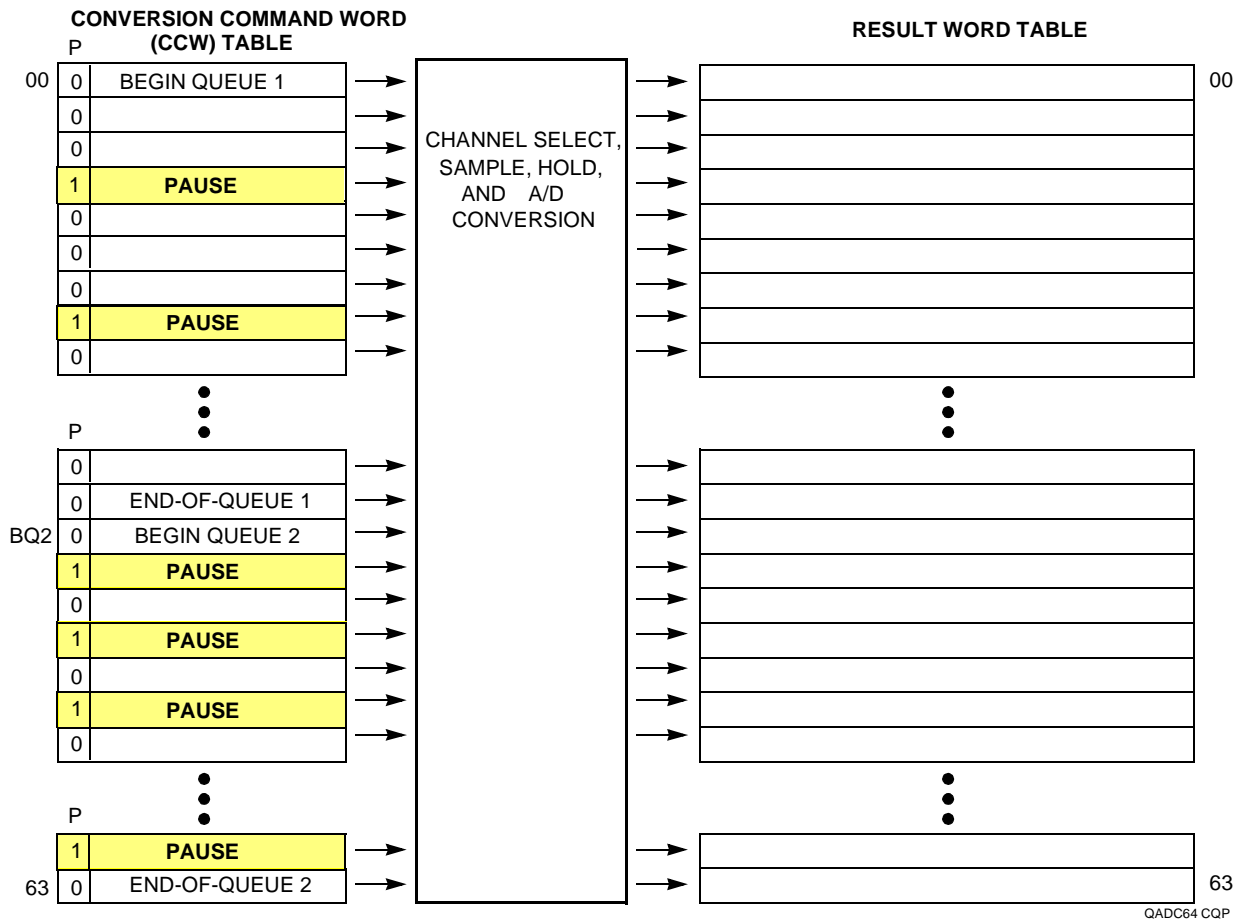 CONVERSION COMMAND WORD
(CCW) TABLE
RESULT WORD TABLE
P
00 0 BEGIN QUEUE 1 00
0
0
1 PAUSE
0
0
0
1 PAUSE
0
CHANNEL SELECT,
SAMPLE, HOLD,
AND A/D
CONVERSION
P
0
0 END-OF-QUEUE 1
BQ2 0 BEGIN QUEUE 2
1 PAUSE
0
1 PAUSE
0
1 PAUSE
0
P
1 PAUSE
63 0 END-OF-QUEUE 2 63
QADC64 CQP